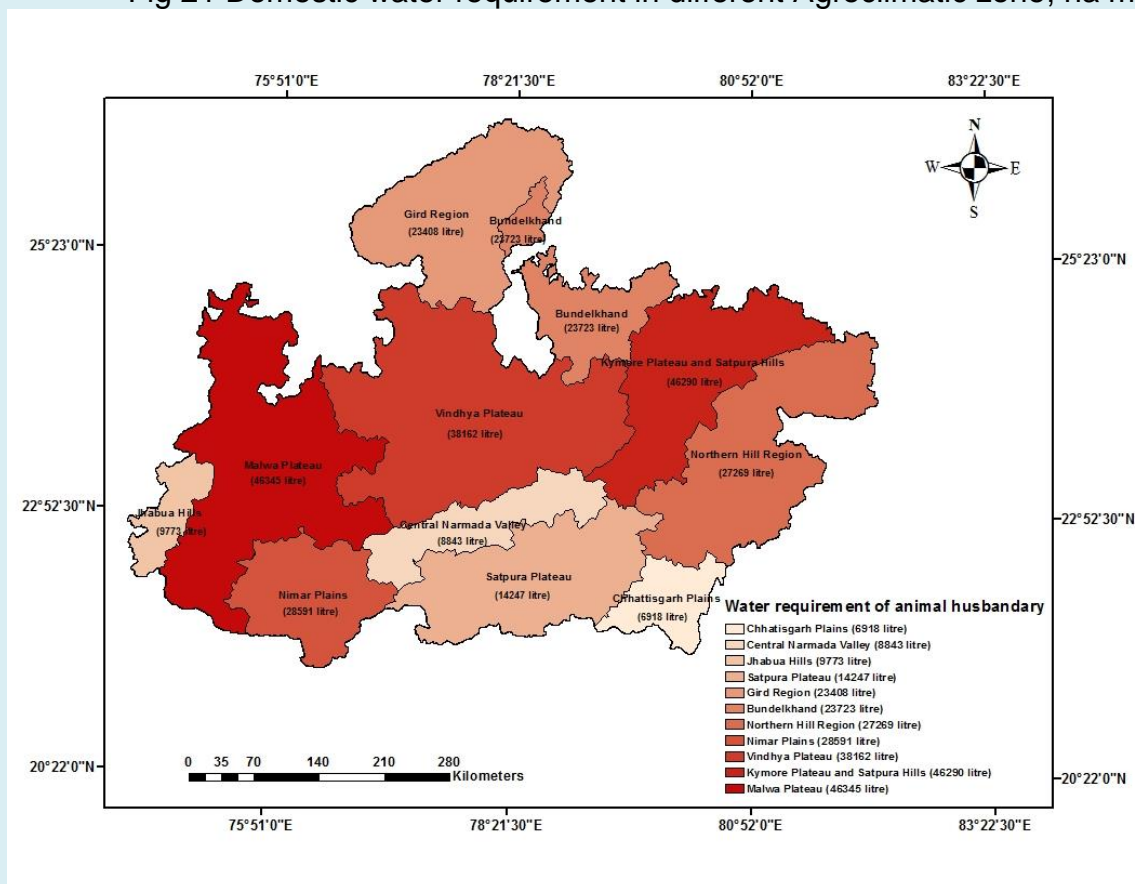 Fig 21 Domestic water requirement in different Agroclimatic zone, ha m
75°51'0"E 78°21'30"E 80°52'0"E 83°22'30"E
N
W E
S
Gird Region
(23408 litre)
Bundelkhand
(23723 litre)
25°23'0"N 25°23'0"N
Bundelkhand
(23723 litre)
Kymore Plateau and Satpura Hills
(46290 litre)
Vindhya Plateau
(38162 litre)
Northern Hill Region
(27269 litre)
Malwa Plateau
(46345 litre)
22°52'30"N 22°52'30"N
Jhabua Hills
(9773 litre)
Central Narmada Valley
(8843 litre)
Satpura Plateau
(14247 litre)
Nimar Plains
(28591 litre)
Chhattisgarh Plains
(6918 litre)
Water requirement of animal husbandary
Chhatisgarh Plains (6918 litre)
Central Narmada Valley (8843 litre)
Jhabua Hills (9773 litre)
Satpura Plateau (14247 litre)
Gird Region (23408 litre)
Bundelkhand (23723 litre)
Northern Hill Region (27269 litre)
Nimar Plains (28591 litre)
Vindhya Plateau (38162 litre)
Kymore Plateau and Satpura Hills (46290 litre)
Malwa Plateau (46345 litre)
0 35 70 140 210 280
Kilometers
20°22'0"N 20°22'0"N
75°51'0"E 78°21'30"E 80°52'0"E 83°22'30"E